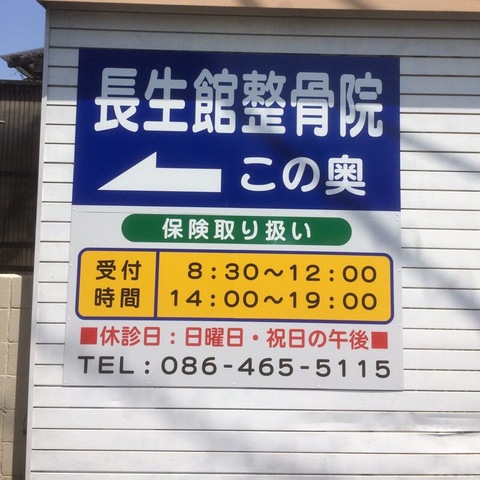 長生館整骨院
この奥
保険取り扱い
受付時間
8:30～12:00
14:00～19:00
■休診日:日曜日・祝日の午後■
TEL:086-465-5115